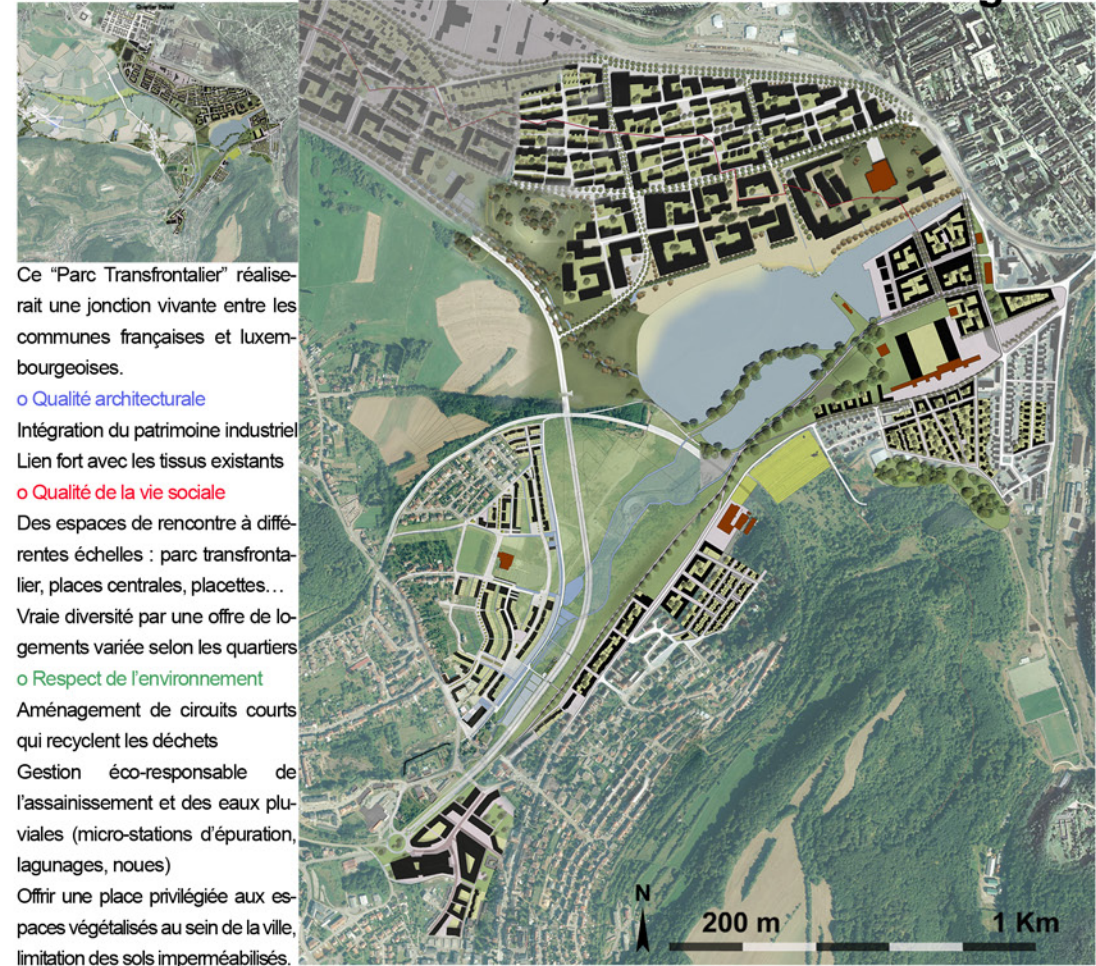 Quartier Belval
Ce “Parc Transfrontalier” réalise-
rait une jonction vivante entre les
communes françaises et luxem-
bourgeoises.
o Qualité architecturale
Intégration du patrimoine industriel
Lien fort avec les tissus existants
o Qualité de la vie sociale
Des espaces de rencontre à diffé-
rentes échelles : parc transfronta-
lier, places centrales, placettes…
Vraie diversité par une offre de lo-
gements variée selon les quartiers
o Respect de l’environnement
Aménagement de circuits courts
qui recyclent les déchets
Gestion éco-responsable de
l’assainissement et des eaux plu-
viales (micro-stations d’épuration,
lagunages, noues)
Offrir une place privilégiée aux es-
paces végétalisés au sein de la ville,
limitation des sols imperméabilisés.
N
200 m 1 Km